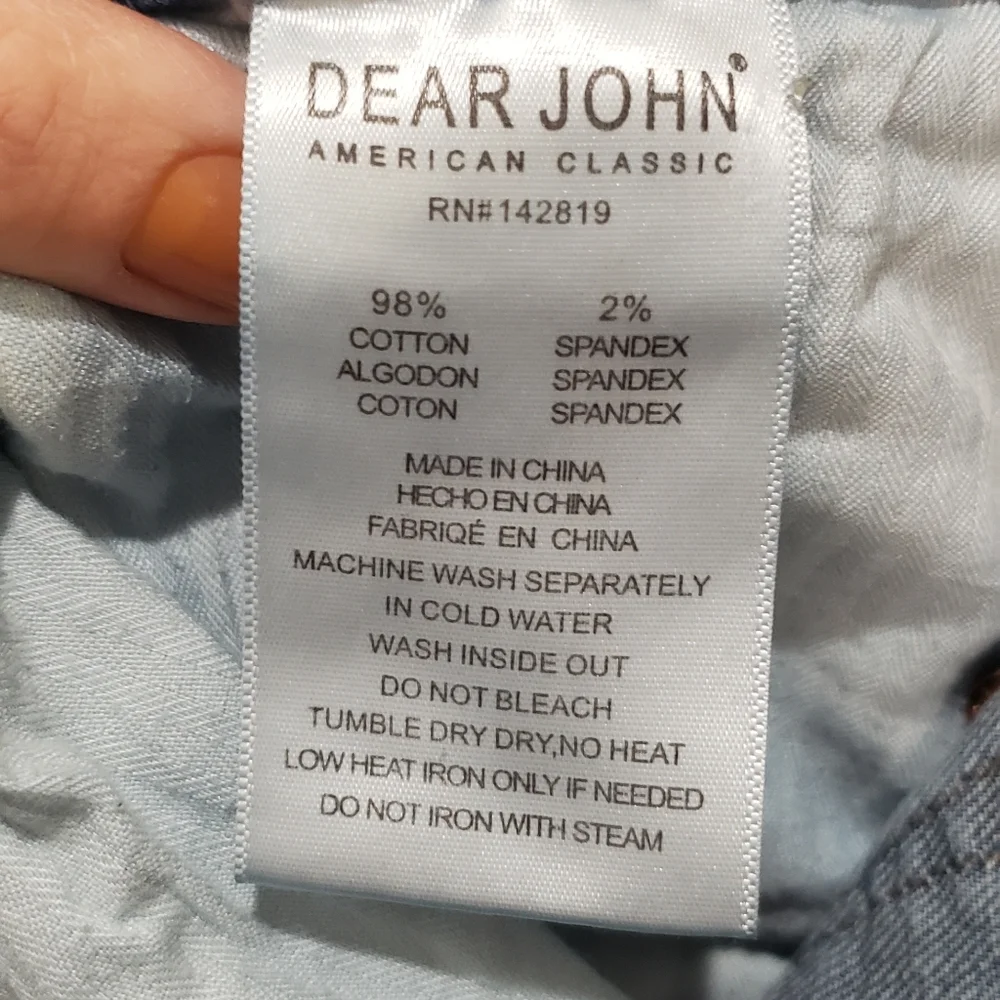 DEAR JOHN®
AMERICAN CLASSIC
RN#142819
98% 2%
COTTON SPANDEX
ALGODON SPANDEX
COTON SPANDEX
MADE IN CHINA
HECHO EN CHINA
FABRIQÉ EN CHINA
MACHINE WASH SEPARATELY
IN COLD WATER
WASH INSIDE OUT
DO NOT BLEACH
TUMBLE DRY DRY,NO HEAT
LOW HEAT IRON ONLY IF NEEDED
DO NOT IRON WITH STEAM